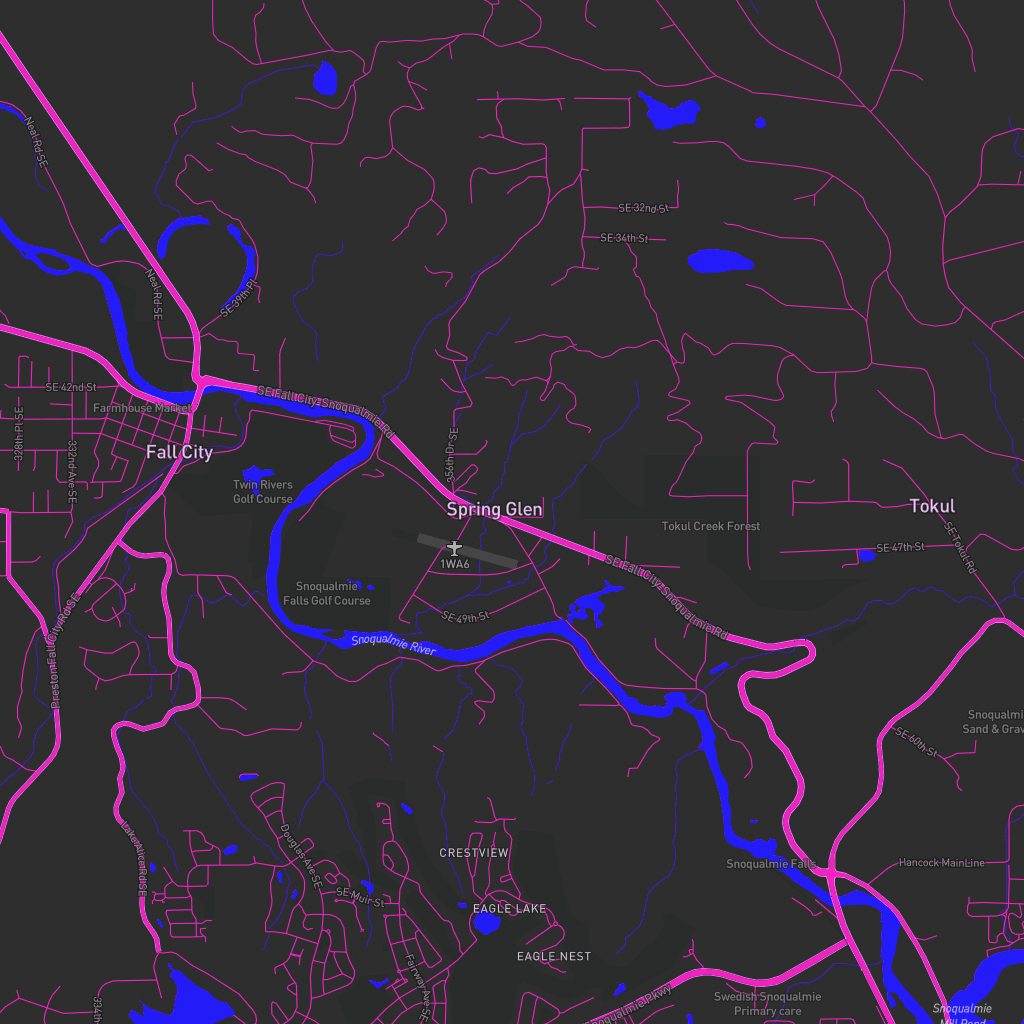 Neal Rd SE
SE 32nd St
SE 34th St
Neal Rd SE
SE 39th Pl
SE 42nd St
Farmhouse Market
SE Fall City-Snoqualmie Rd
328th Pl SE
332nd Ave SE
Fall City
356th Dr SE
Twin Rivers
Golf Course
Spring Glen
Tokul Creek Forest
Tokul
SE Tokul Rd
SE 47th St
1WA6
SE Fall City-Snoqualmie Rd
Snoqualmie
Falls Golf Course
SE 49th St
Snoqualmie River
Preston-Fall City Rd SE
Snoqualmi
Sand & Grav
SE 60th St
Lake Alice Rd SE
Douglas Ave SE
SE Muir St
CRESTVIEW
Snoqualmie Falls
Hancock MainLine
EAGLE LAKE
EAGLE NEST
Fairway Ave SE
334th
Snoqualmie Pkwy
Swedish Snoqualmie
Primary care
Snoqualmie
Mill Pond